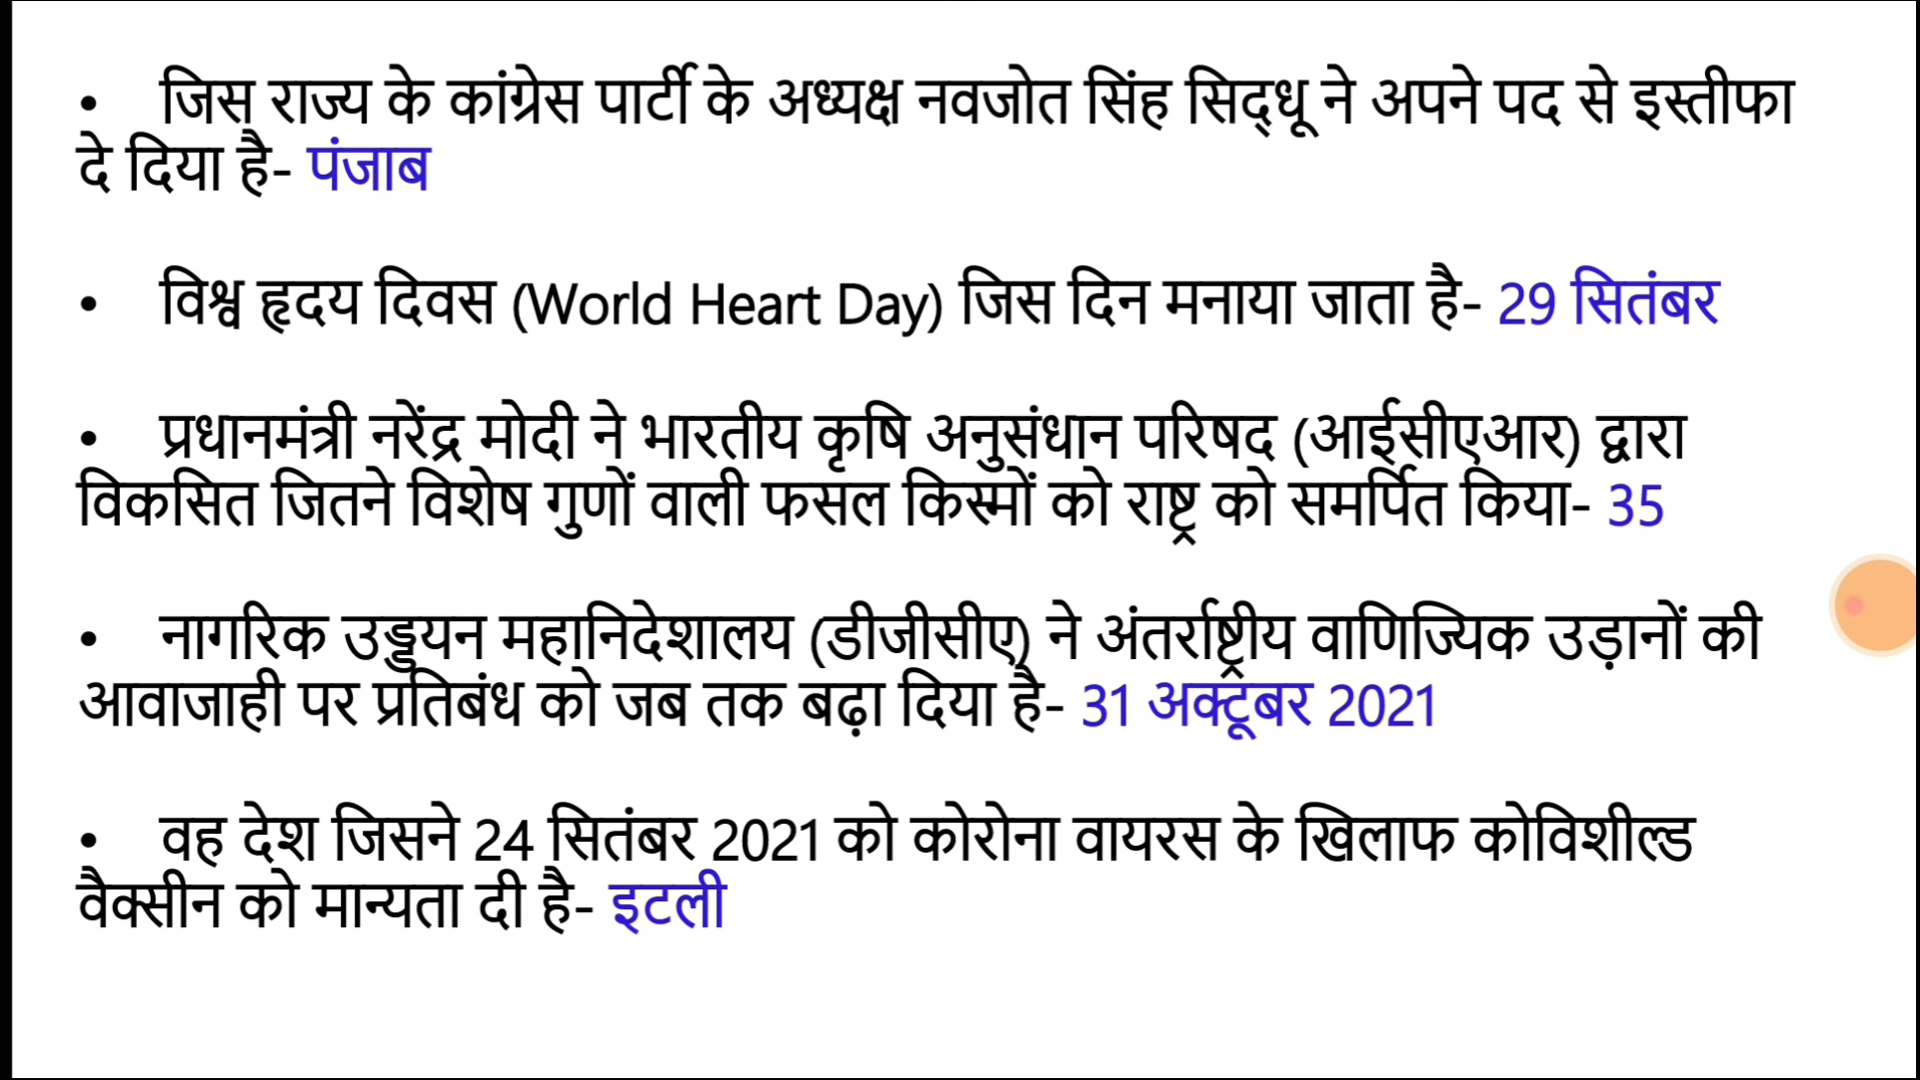 • जिस राज्य के कांग्रेस पार्टी के अध्यक्ष नवजोत सिंह सिद्धू ने अपने पद से इस्तीफा
दे दिया है- पंजाब
• विश्व हृदय दिवस (World Heart Day) जिस दिन मनाया जाता है- 29 सितंबर
• प्रधानमंत्री नरेंद्र मोदी ने भारतीय कृषि अनुसंधान परिषद (आईसीएआर) द्वारा
विकसित जितने विशेष गुणों वाली फसल किस्मों को राष्ट्र को समर्पित किया- 35
• नागरिक उड्डयन महानिदेशालय (डीजीसीए) ने अंतर्राष्ट्रीय वाणिज्यिक उड़ानों की
आवाजाही पर प्रतिबंध को जब तक बढ़ा दिया है- 31 अक्टूबर 2021
• वह देश जिसने 24 सितंबर 2021 को कोरोना वायरस के खिलाफ कोविशील्ड
वैक्सीन को मान्यता दी है- इटली